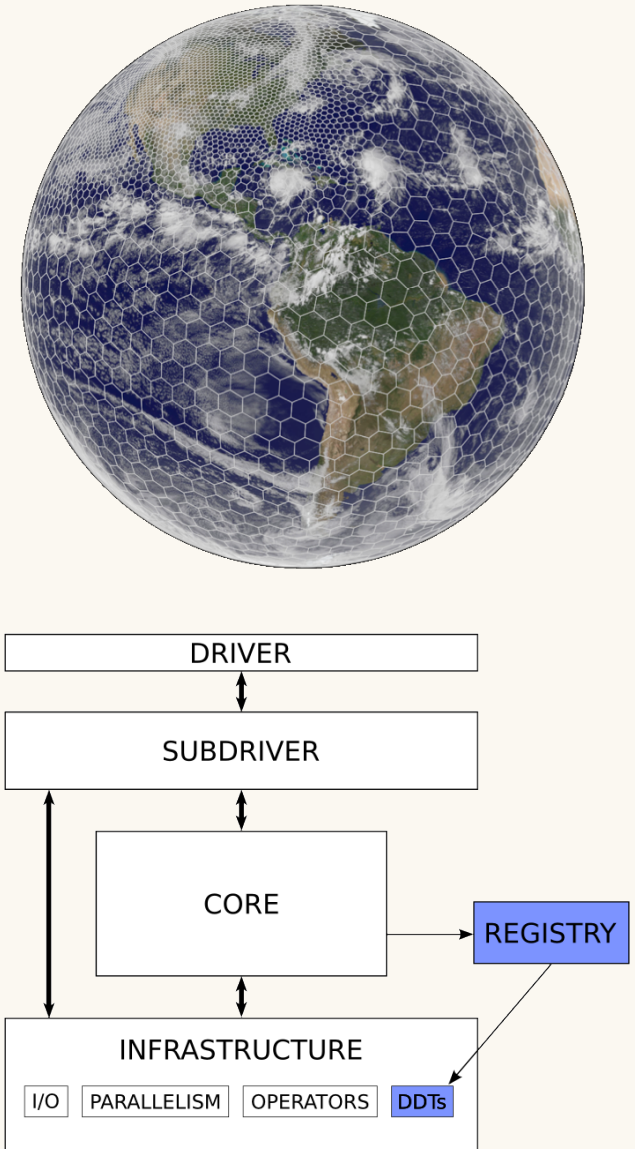 DRIVER
SUBDRIVER
CORE
REGISTRY
INFRASTRUCTURE
I/O PARALLELISM OPERATORS DDTs